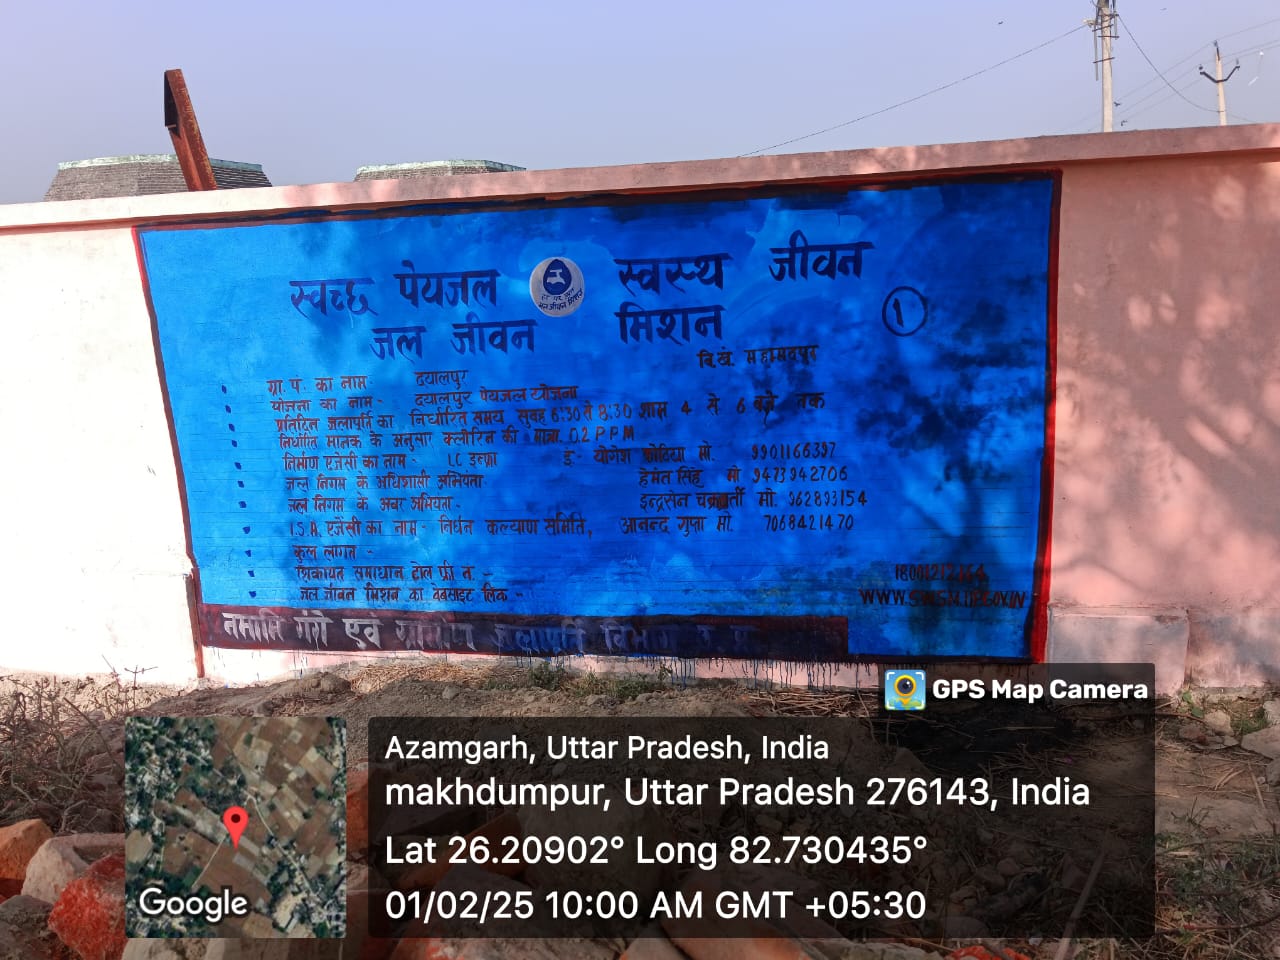 स्वच्छ पेयजल स्वस्थ जीवन
जल जीवन मिशन
1
वि.खं. महामदपुर
ग्रा. पं. का नाम- दयालपुर
योजना का नाम - दयालपुर पेयजल योजना
प्रतिदिन जलापूर्ति का निर्धारित समय सुबह 6:30 से 8:30 शाम 4 से 6 बजे तक
निर्धारित मानक के अनुसार क्लोरिन की मात्रा 0.2 P P M
निर्माण एजेंसी का नाम- LC इन्फ्रा इं- योगेश कोठिया मो. 9901166397
जल निगम के अधिशासी अभियंता हेमंत सिंह मो 9473942706
जल निगम के अवर अभियंता- इन्द्रसेन चक्रवर्ती मो. 962893154
I.S.A. एजेंसी का नाम- निर्धन कल्याण समिति, आनन्द गुप्ता मो. 7068421470
कुल लागत -
शिकायत समाधान टोल फ्री न. - 18001212164
जल जीवन मिशन का वेबसाइट लिंक - WWW.SWSM.UP.GOV.IN
नमामि गंगे एवं ग्रामीण जलापूर्ति विभाग उ. प्र.
GPS Map Camera
Azamgarh, Uttar Pradesh, India
makhdumpur, Uttar Pradesh 276143, India
Lat 26.20902° Long 82.730435°
01/02/25 10:00 AM GMT +05:30
Google